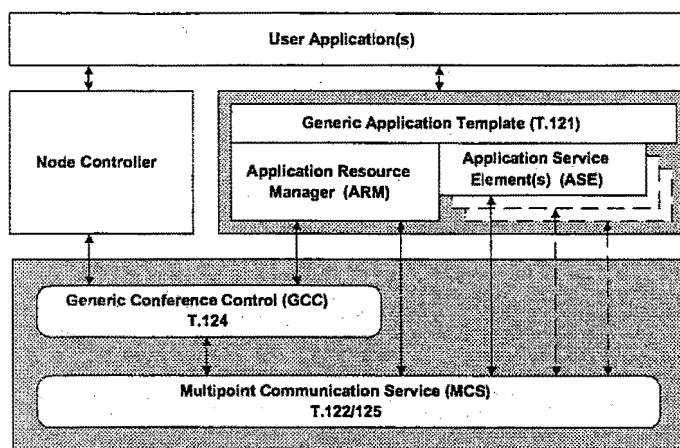 User Application(s)
Node Controller
Generic Application Template (T.121)
Application Resource
Manager (ARM)
Application Service
Element(s) (ASE)
Generic Conference Control (GCC)
T.124
Multipoint Communication Service (MCS)
T.122/125